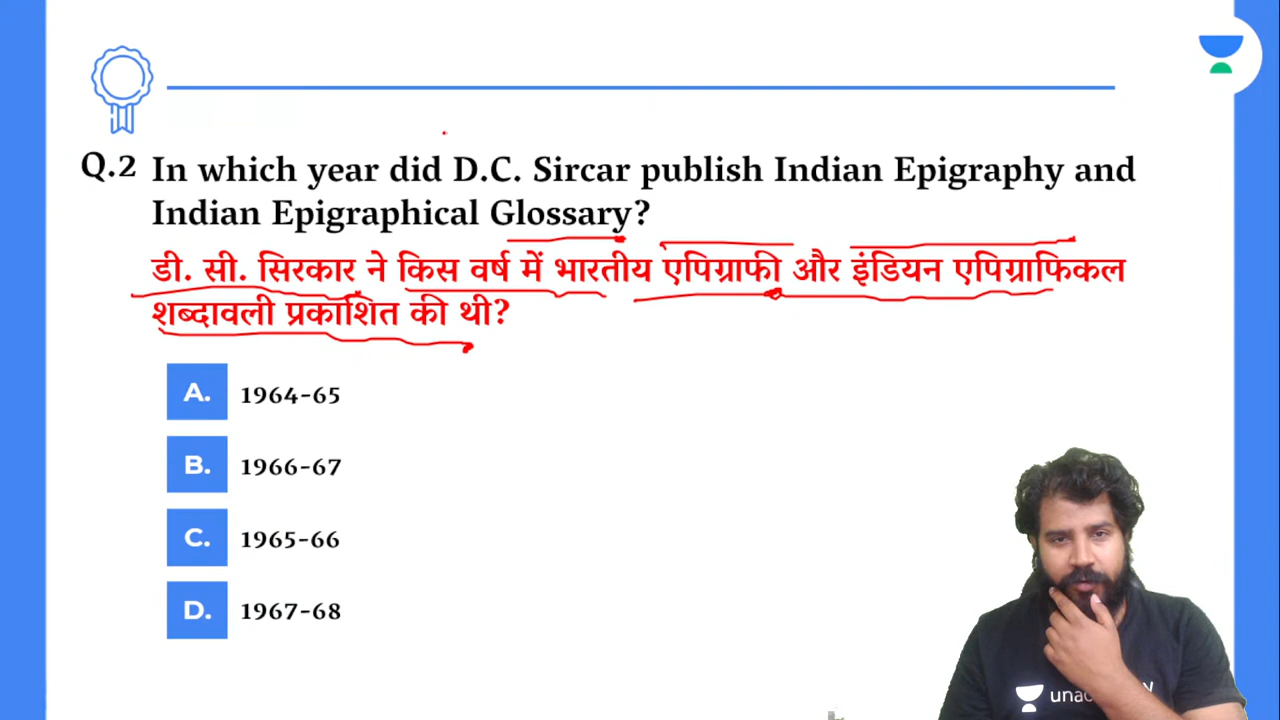 Q.2 In which year did D.C. Sircar publish Indian Epigraphy and
Indian Epigraphical Glossary?
डी. सी. सिरकार ने किस वर्ष में भारतीय एपिग्राफी और इंडियन एपिग्राफिकल
शब्दावली प्रकाशित की थी?
A. 1964-65
B. 1966-67
C. 1965-66
D. 1967-68